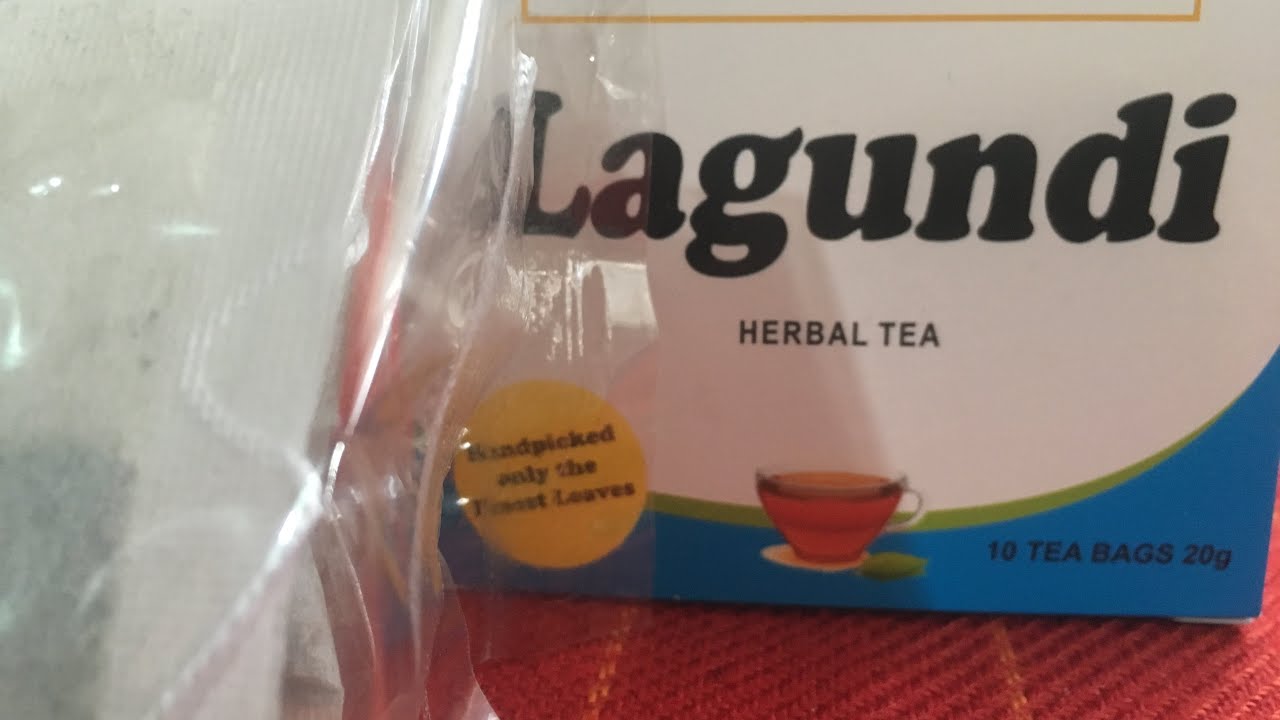 Lagundi
HERBAL TEA
Handpicked
only the
Finest Leaves
10 TEA BAGS 20g